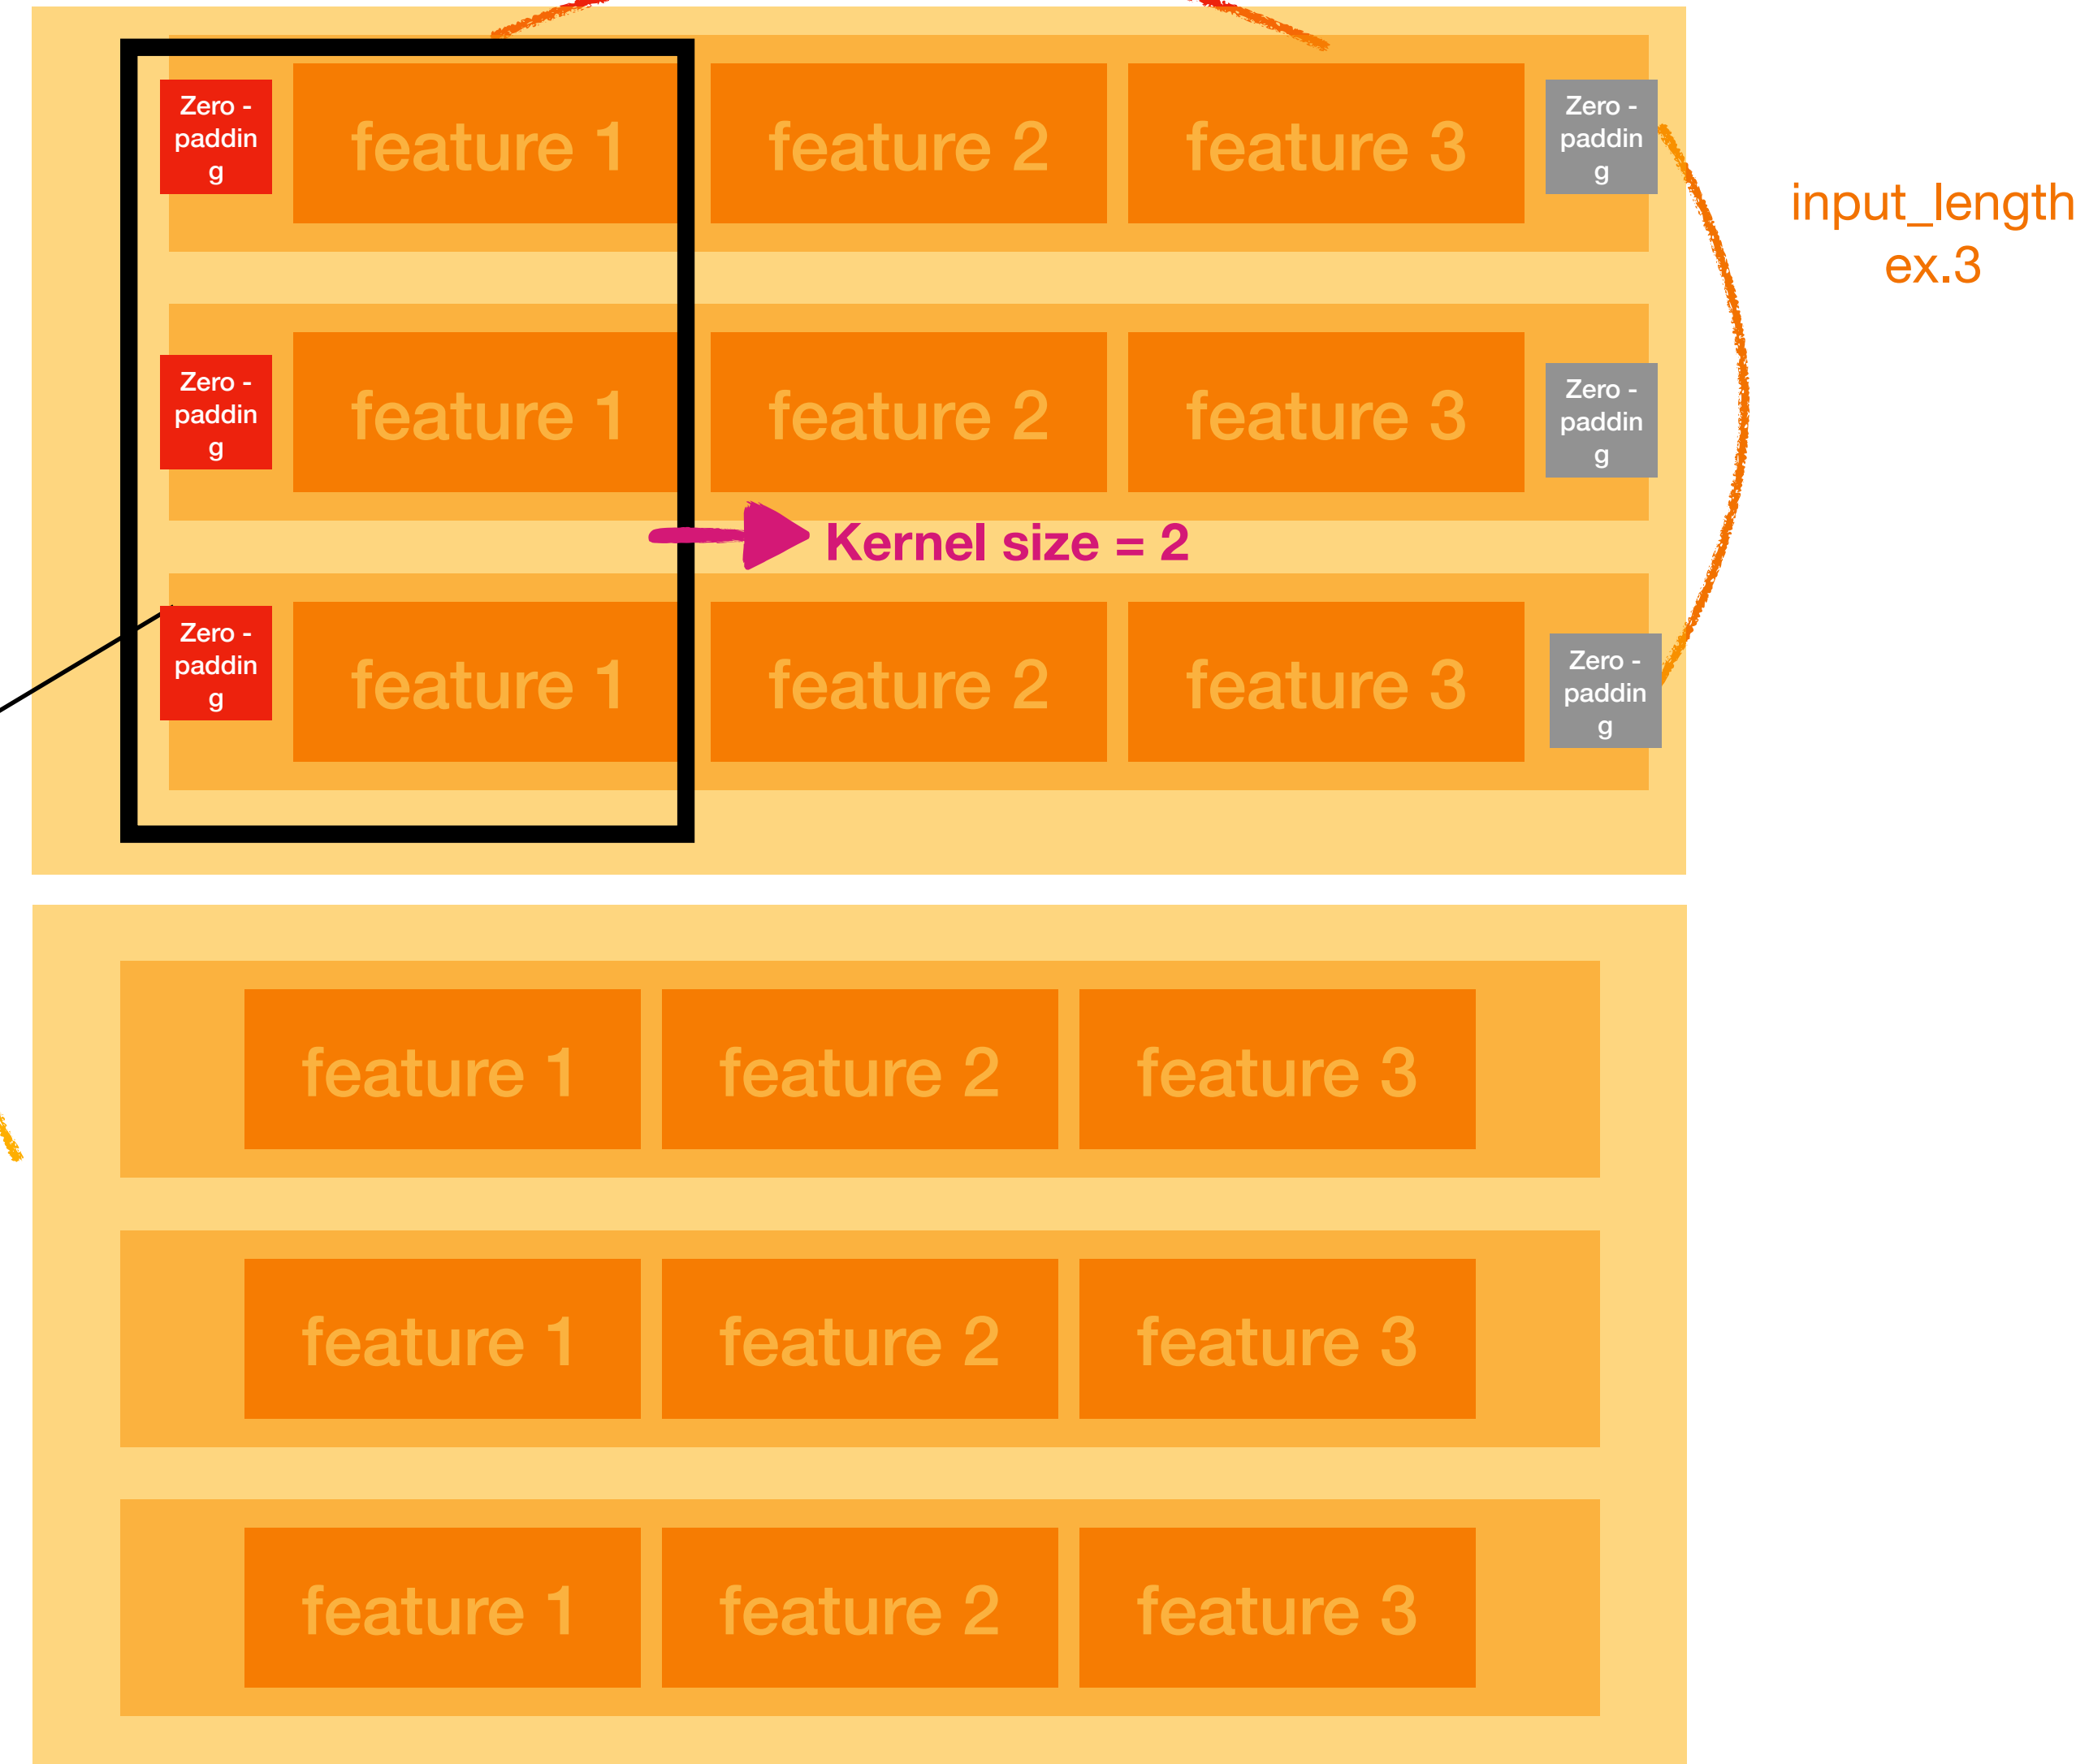 Zero -
paddin
g
feature 1
feature 2
feature 3
Zero -
paddin
g
input_length
ex.3
Zero -
paddin
g
feature 1
feature 2
feature 3
Zero -
paddin
g
Kernel size = 2
Zero -
paddin
g
feature 1
feature 2
feature 3
Zero -
paddin
g
feature 1
feature 2
feature 3
feature 1
feature 2
feature 3
feature 1
feature 2
feature 3